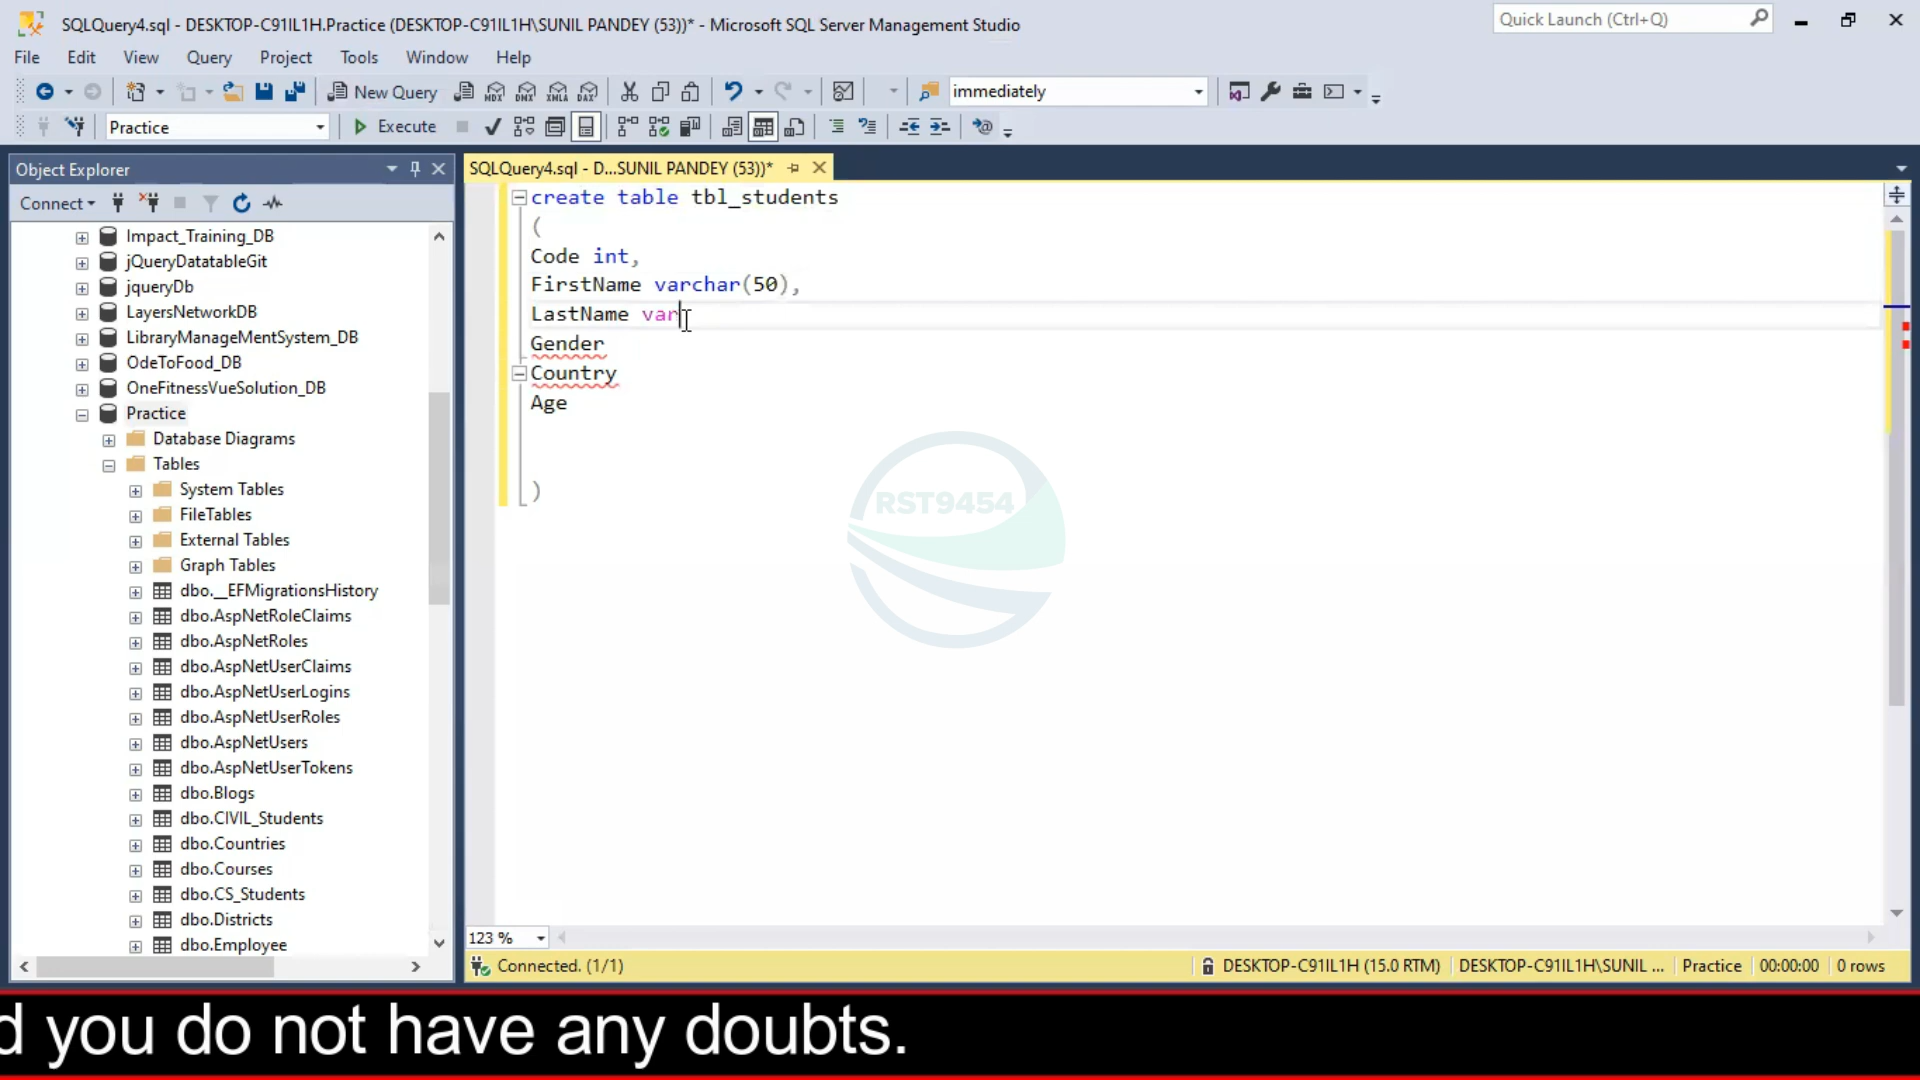 SQLQuery4.sql - DESKTOP-C91IL1H.Practice (DESKTOP-C91IL1H\SUNIL PANDEY (53))* - Microsoft SQL Server Management Studio
Quick Launch (Ctrl+Q)
File Edit View Query Project Tools Window Help
New Query MDX DMX XMLA DAX immediately
Practice Execute
Object Explorer
SQLQuery4.sql - D...SUNIL PANDEY (53))*
Connect
Impact_Training_DB
jQueryDatatableGit
jqueryDb
LayersNetworkDB
LibraryManageMentSystem_DB
OdeToFood_DB
OneFitnessVueSolution_DB
Practice
Database Diagrams
Tables
System Tables
FileTables
External Tables
Graph Tables
dbo.__EFMigrationsHistory
dbo.AspNetRoleClaims
dbo.AspNetRoles
dbo.AspNetUserClaims
dbo.AspNetUserLogins
dbo.AspNetUserRoles
dbo.AspNetUsers
dbo.AspNetUserTokens
dbo.Blogs
dbo.CIVIL_Students
dbo.Countries
dbo.Courses
dbo.CS_Students
dbo.Districts
dbo.Employee
create table tbl_students
(
Code int,
FirstName varchar(50),
LastName var
Gender
Country
Age
)
RST9454
123 %
Connected. (1/1)
DESKTOP-C91IL1H (15.0 RTM) DESKTOP-C91IL1H\SUNIL ... Practice 00:00:00 0 rows
d you do not have any doubts.